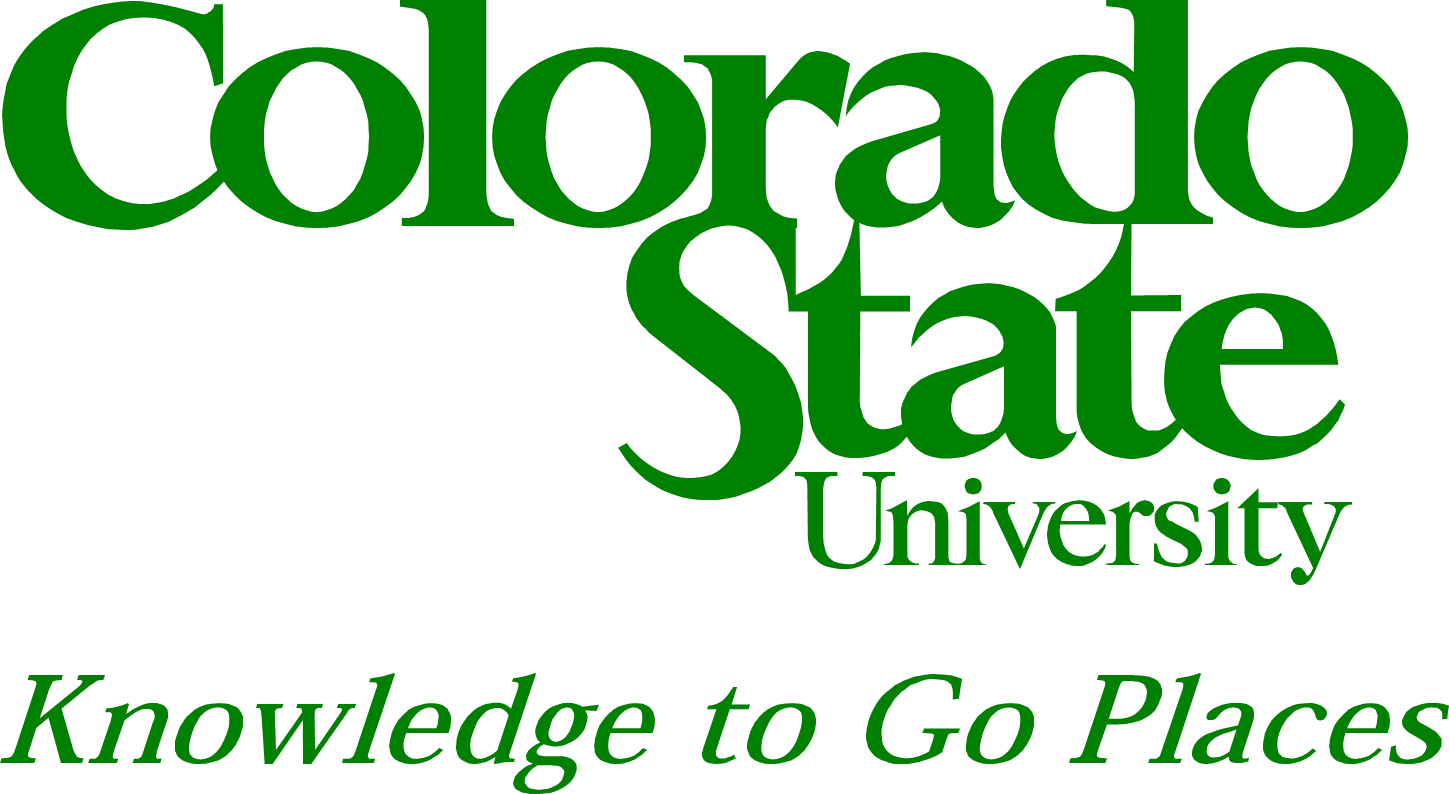 Colorado
State
University
Knowledge to Go Places